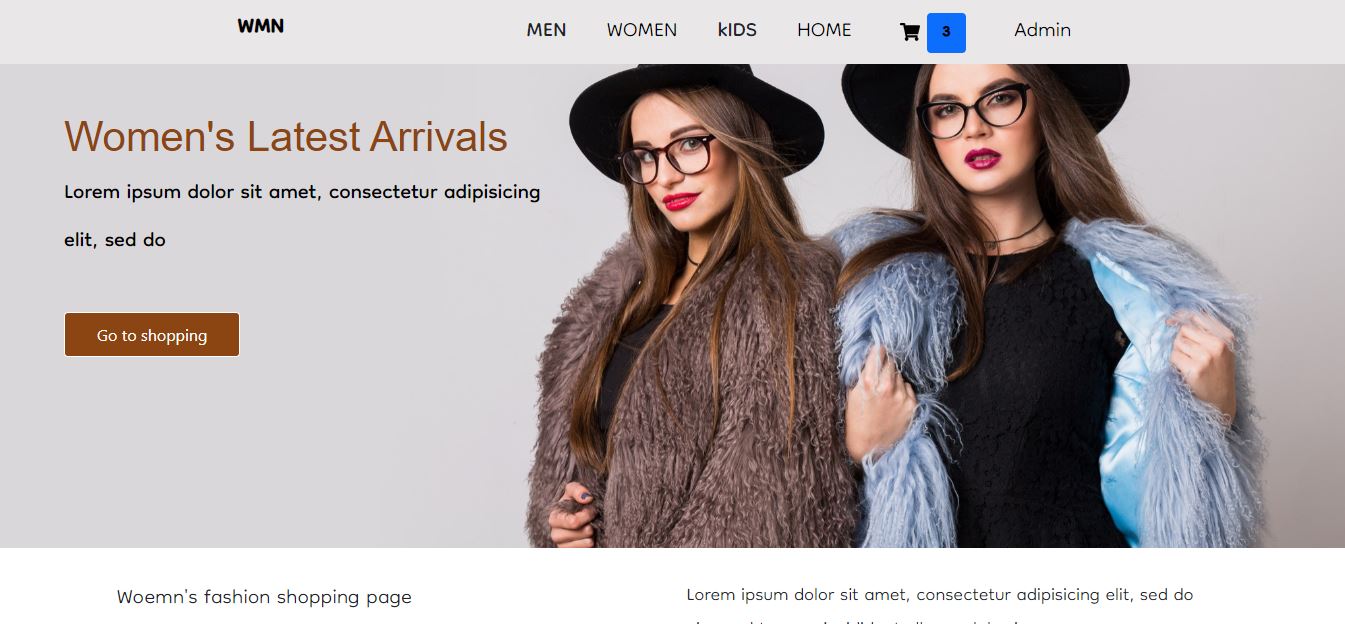 WMN MEN WOMEN kIDS HOME 3 Admin
Women's Latest Arrivals
Lorem ipsum dolor sit amet, consectetur adipisicing
elit, sed do
Go to shopping
Woemn's fashion shopping page
Lorem ipsum dolor sit amet, consectetur adipisicing elit, sed do